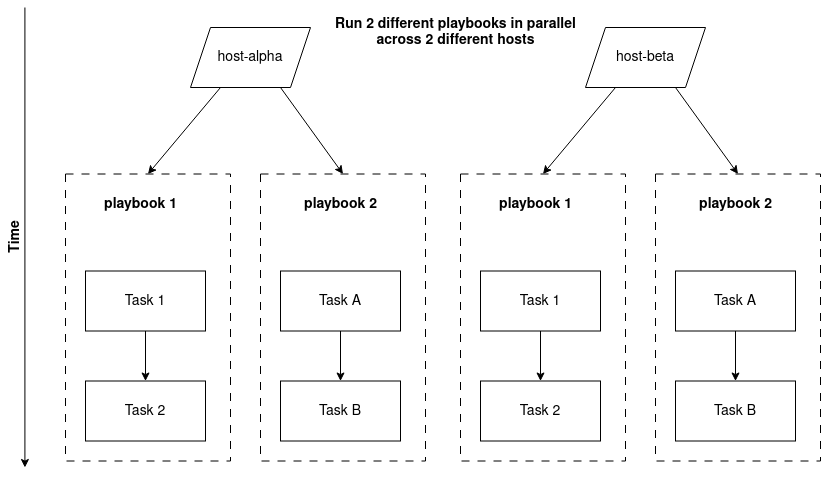 Run 2 different playbooks in parallel
across 2 different hosts
host-alpha
host-beta
Time
playbook 1
playbook 2
playbook 1
playbook 2
Task 1
Task A
Task 1
Task A
Task 2
Task B
Task 2
Task B